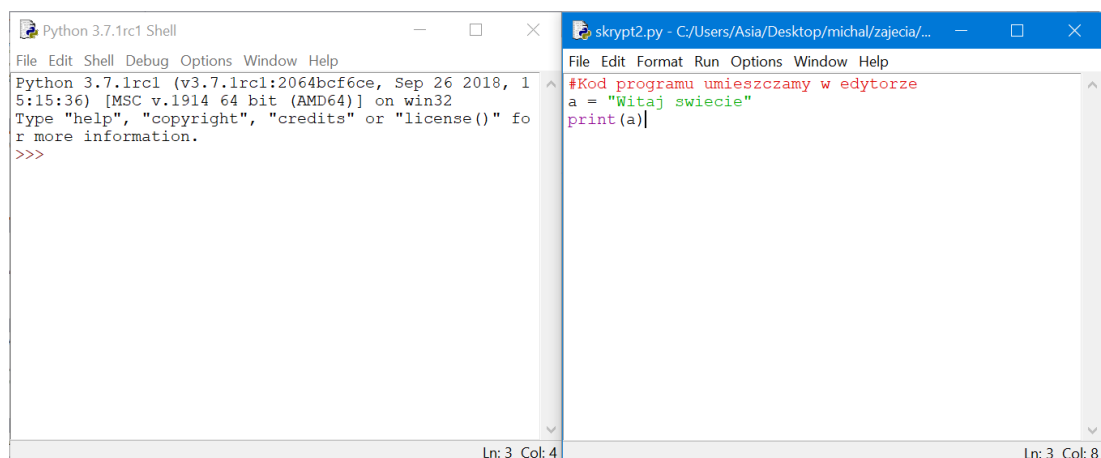 Python 3.7.1rc1 Shell
File Edit Shell Debug Options Window Help
Python 3.7.1rc1 (v3.7.1rc1:2064bcf6ce, Sep 26 2018, 1
5:15:36) [MSC v.1914 64 bit (AMD64)] on win32
Type "help", "copyright", "credits" or "license()" fo
r more information.
>>>
Ln: 3 Col: 4
skrypt2.py - C:/Users/Asia/Desktop/michal/zajecia/...
File Edit Format Run Options Window Help
#Kod programu umieszczamy w edytorze
a = "Witaj swiecie"
print(a)
Ln: 3 Col: 8